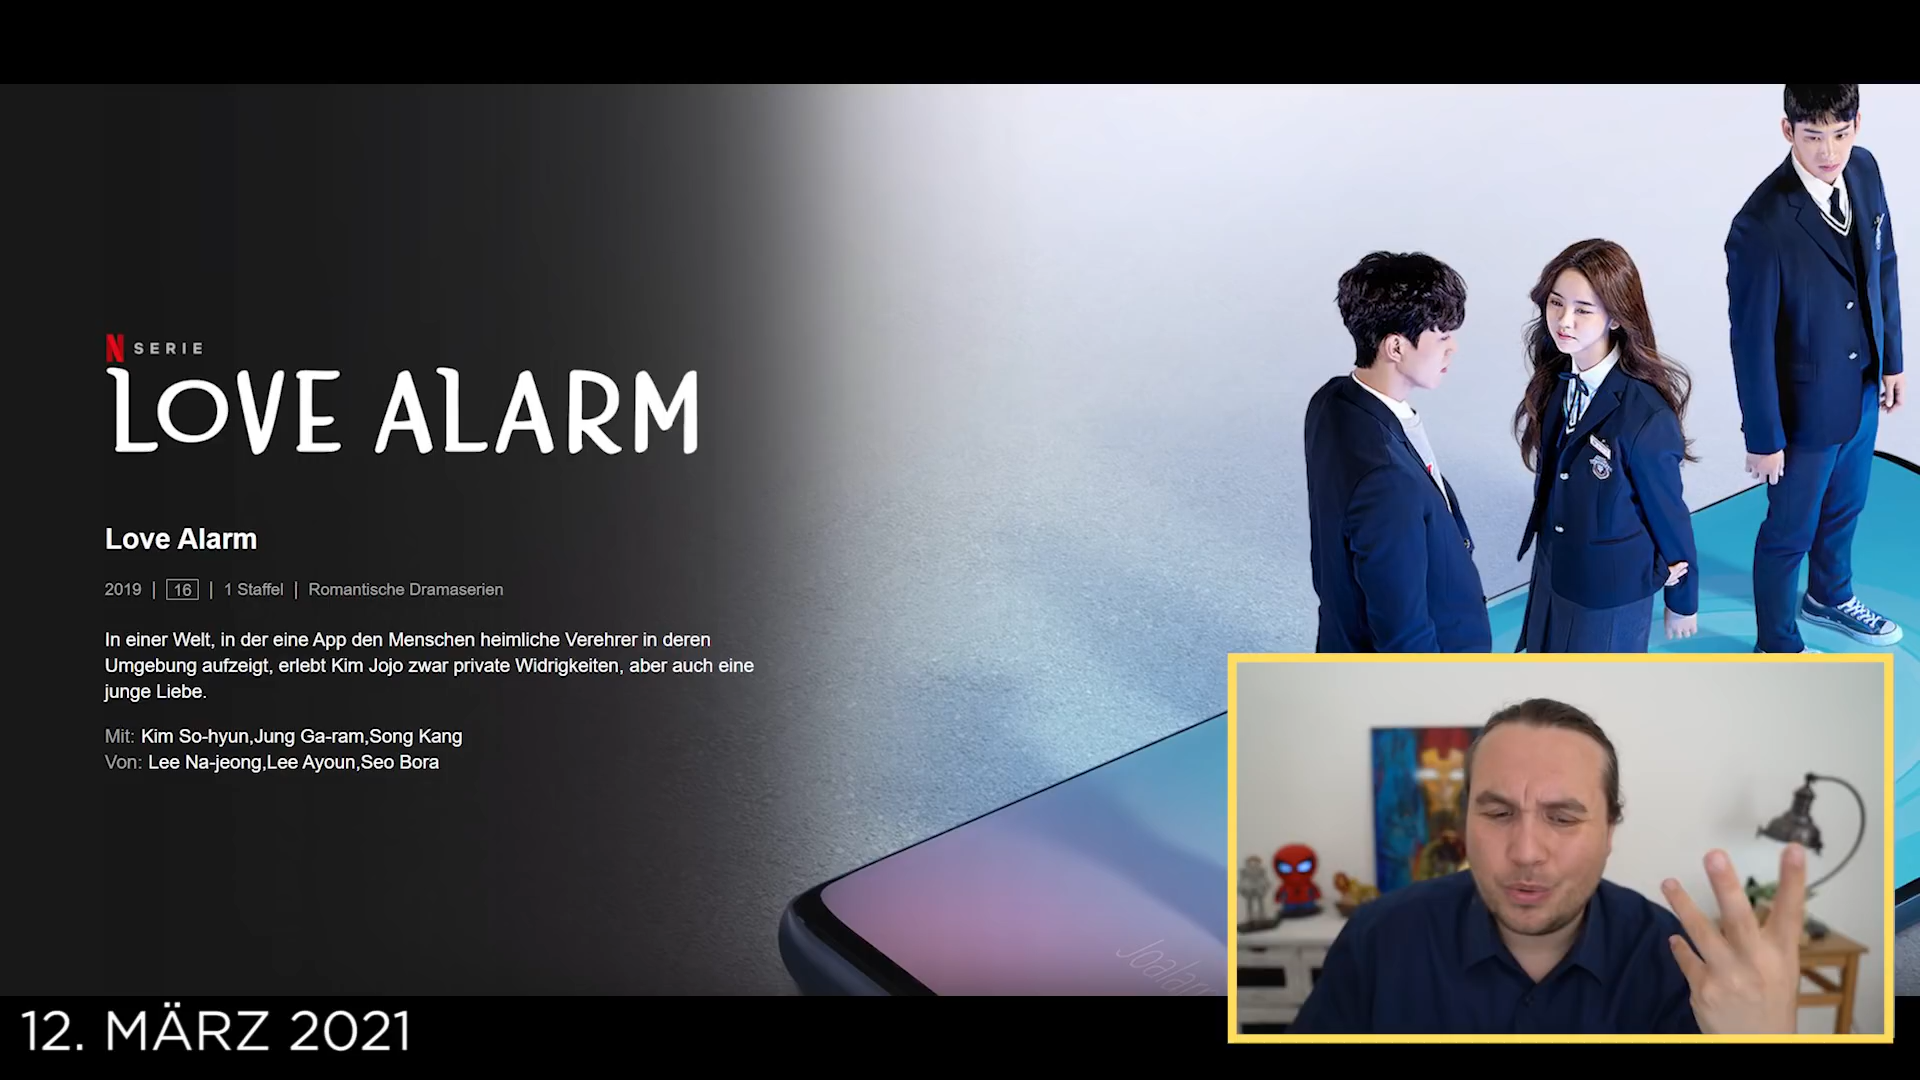 N SERIE
LOVE ALARM
Love Alarm
2019 | 16 | 1 Staffel | Romantische Dramaserien
In einer Welt, in der eine App den Menschen heimliche Verehrer in deren
Umgebung aufzeigt, erlebt Kim Jojo zwar private Widrigkeiten, aber auch eine
junge Liebe.
Mit: Kim So-hyun,Jung Ga-ram,Song Kang
Von: Lee Na-jeong,Lee Ayoun,Seo Bora
12. MÄRZ 2021